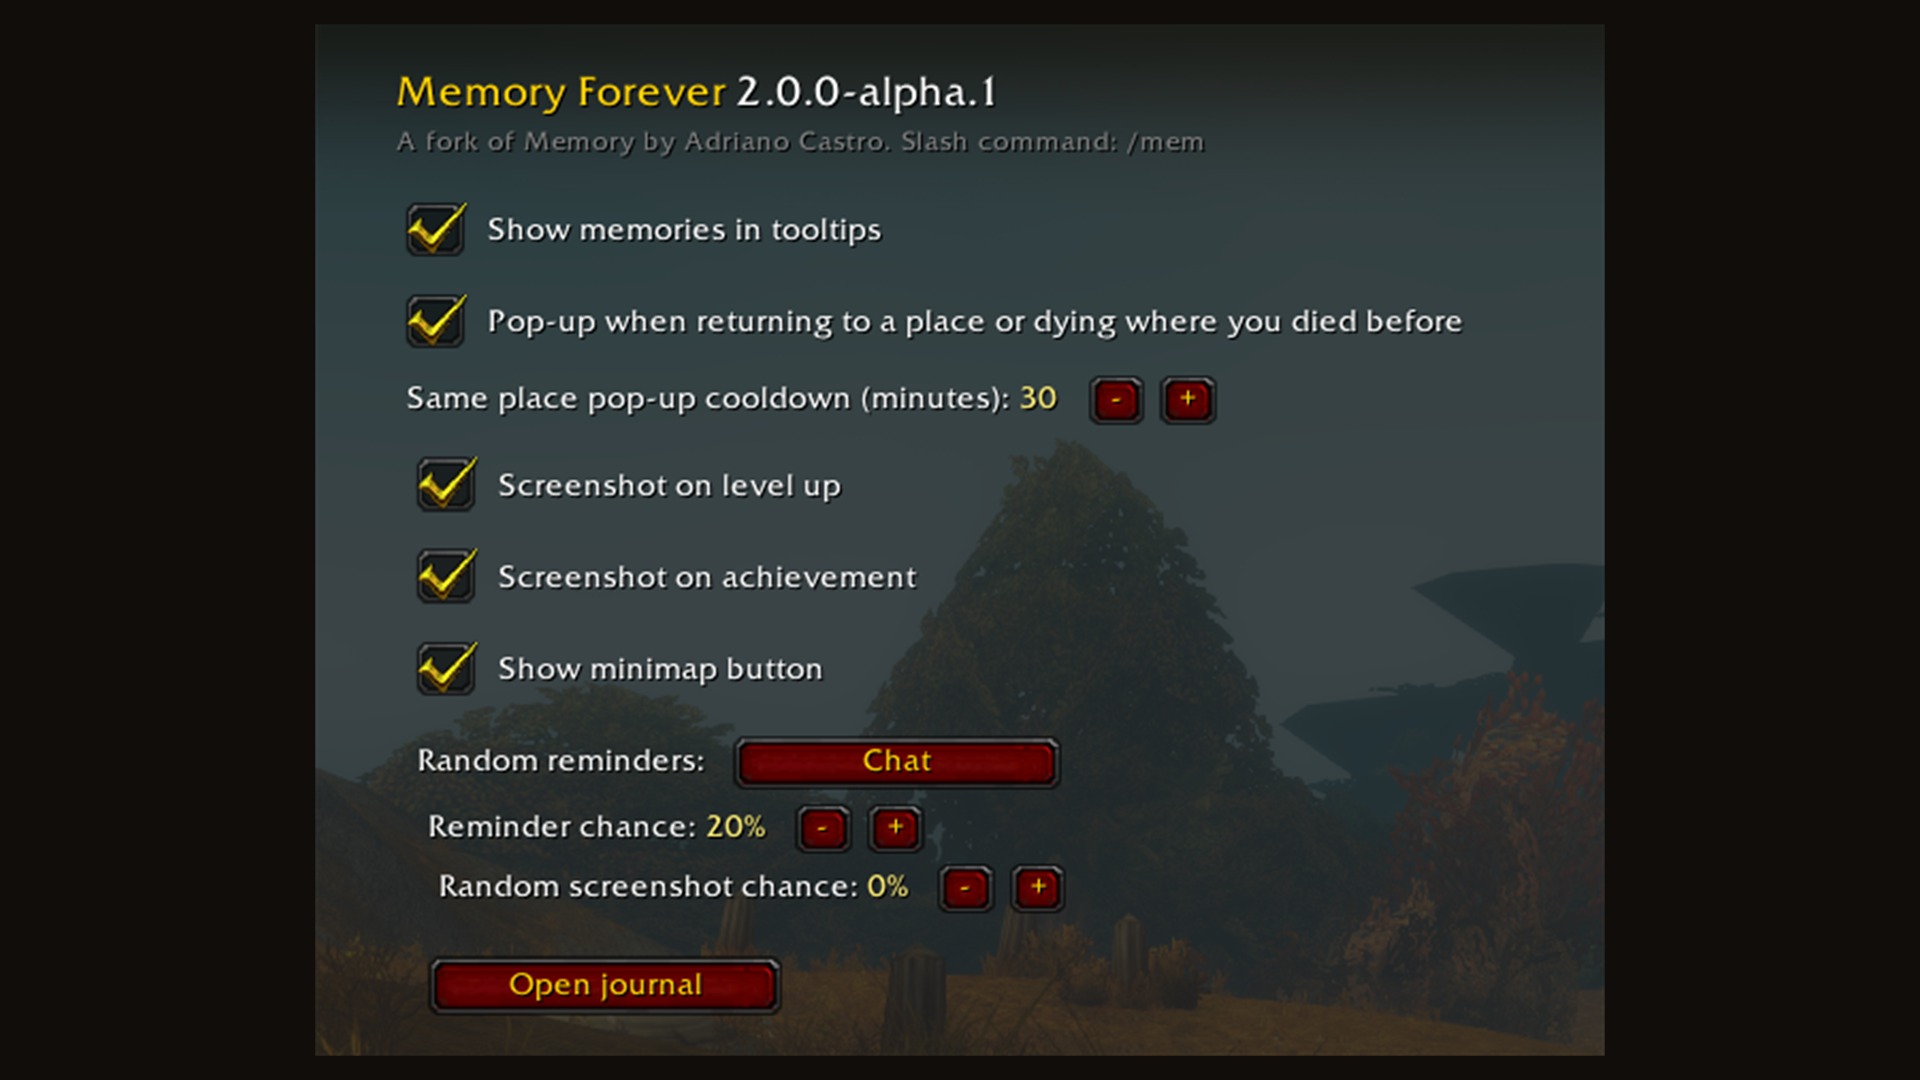 Memory Forever 2.0.0-alpha.1
A fork of Memory by Adriano Castro. Slash command: /mem
Show memories in tooltips
Pop-up when returning to a place or dying where you died before
Same place pop-up cooldown (minutes): 30 - +
Screenshot on level up
Screenshot on achievement
Show minimap button
Random reminders: Chat
Reminder chance: 20% - +
Random screenshot chance: 0% - +
Open journal